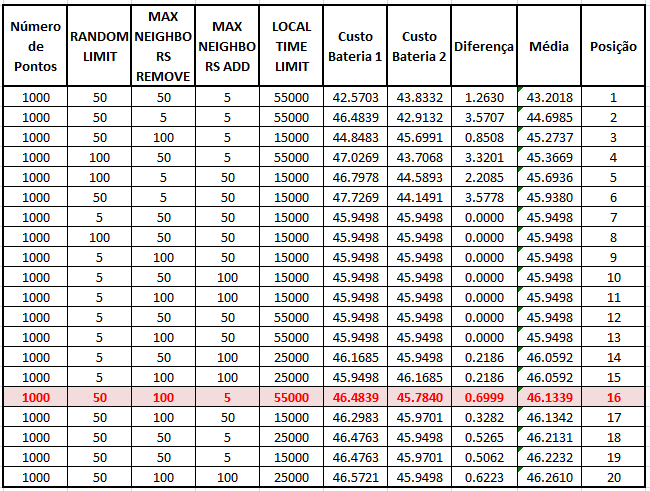 Número de Pontos RANDOM LIMIT MAX NEIGHBORS REMOVE MAX NEIGHBORS ADD LOCAL TIME LIMIT Custo Bateria 1 Custo Bateria 2 Diferença Média Posição
1000 50 50 5 55000 42.5703 43.8332 1.2630 43.2018 1
1000 50 5 5 55000 46.4839 42.9132 3.5707 44.6985 2
1000 50 100 5 15000 44.8483 45.6991 0.8508 45.2737 3
1000 100 50 5 55000 47.0269 43.7068 3.3201 45.3669 4
1000 100 5 50 15000 46.7978 44.5893 2.2085 45.6936 5
1000 50 5 50 55000 47.7269 44.1491 3.5778 45.9380 6
1000 5 50 50 15000 45.9498 45.9498 0.0000 45.9498 7
1000 100 50 50 15000 45.9498 45.9498 0.0000 45.9498 8
1000 5 100 50 15000 45.9498 45.9498 0.0000 45.9498 9
1000 5 50 100 15000 45.9498 45.9498 0.0000 45.9498 10
1000 5 100 100 15000 45.9498 45.9498 0.0000 45.9498 11
1000 5 50 50 55000 45.9498 45.9498 0.0000 45.9498 12
1000 5 100 50 55000 45.9498 45.9498 0.0000 45.9498 13
1000 5 50 100 25000 46.1685 45.9498 0.2186 46.0592 14
1000 5 100 100 25000 45.9498 46.1685 0.2186 46.0592 15
1000 50 100 5 55000 46.4839 45.7840 0.6999 46.1339 16
1000 50 100 50 15000 46.2983 45.9701 0.3282 46.1342 17
1000 50 50 5 25000 46.4763 45.9498 0.5265 46.2131 18
1000 50 50 5 15000 46.4763 45.9701 0.5062 46.2232 19
1000 50 100 100 25000 46.5721 45.9498 0.6223 46.2610 20